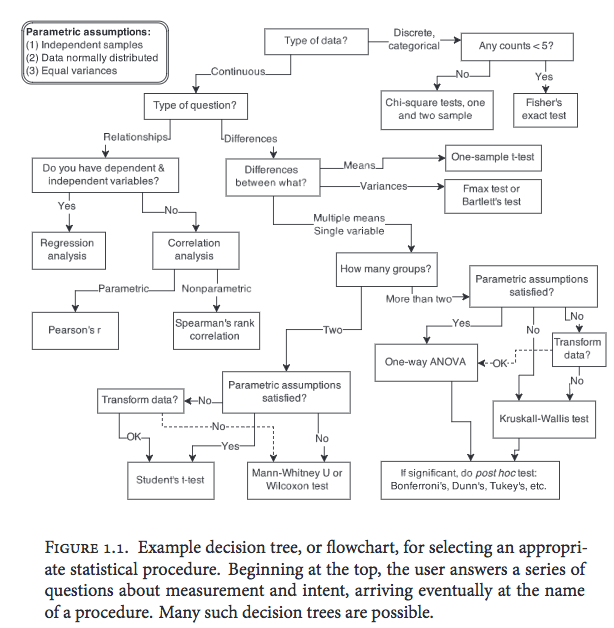 Parametric assumptions:
(1) Independent samples
(2) Data normally distributed
(3) Equal variances
Type of data?
Discrete,
categorical
Any counts < 5?
Continuous
No
Yes
Type of question?
Chi-square tests, one
and two sample
Fisher's
exact test
Relationships
Differences
Do you have dependent &
independent variables?
Differences
between what?
Means
One-sample t-test
Variances
Fmax test or
Bartlett's test
Yes
No
Multiple means
Single variable
Regression
analysis
Correlation
analysis
How many groups?
Parametric assumptions
satisfied?
Parametric
Nonparametric
More than two
Pearson's r
Spearman's rank
correlation
Two
Yes
No
No
Transform
data?
One-way ANOVA
OK
No
Transform data?
No
Parametric assumptions
satisfied?
Kruskall-Wallis test
OK
No
Yes
No
Student's t-test
Mann-Whitney U or
Wilcoxon test
If significant, do post hoc test:
Bonferroni's, Dunn's, Tukey's, etc.
FIGURE 1.1. Example decision tree, or flowchart, for selecting an appropri-
ate statistical procedure. Beginning at the top, the user answers a series of
questions about measurement and intent, arriving eventually at the name
of a procedure. Many such decision trees are possible.